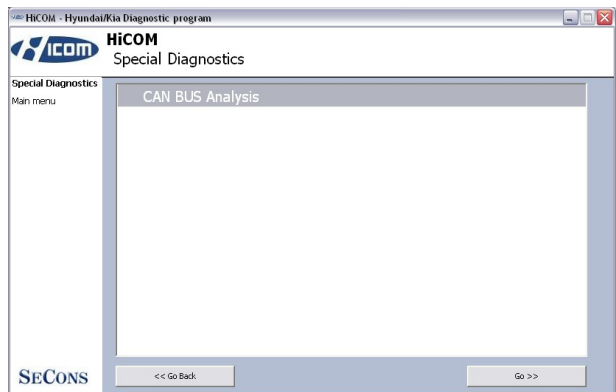 HiCOM - Hyundai/Kia Diagnostic program
HICOM
HiCOM
Special Diagnostics
Special Diagnostics
Main menu
CAN BUS Analysis
SECONS
<< Go Back
Go >>